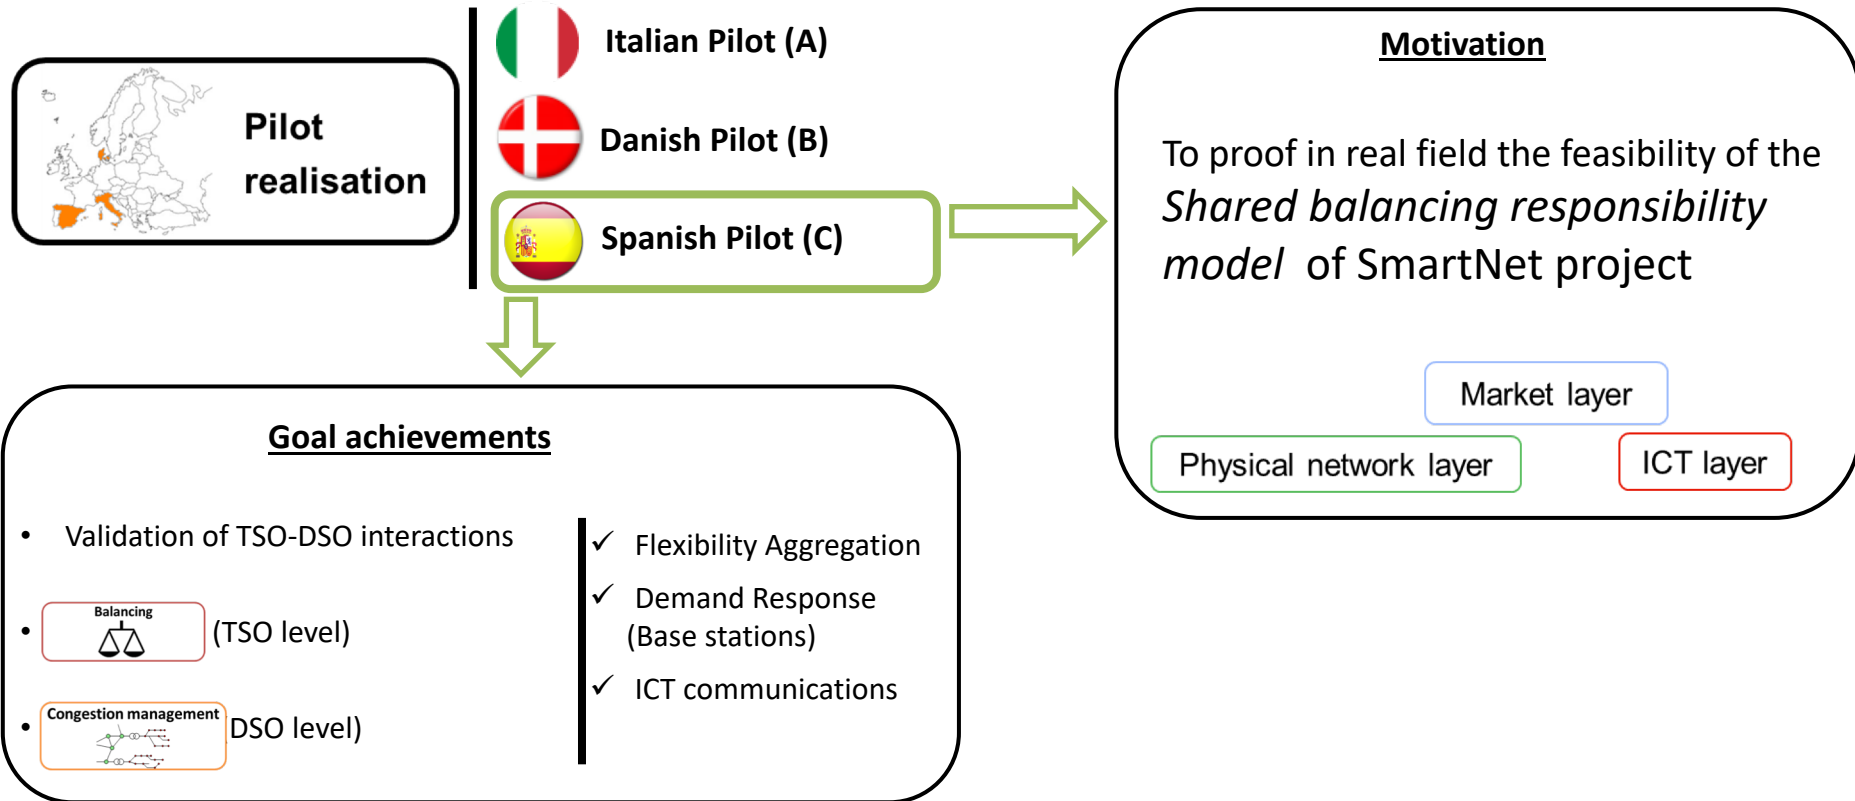 Pilot
realisation
Italian Pilot (A)
Danish Pilot (B)
Spanish Pilot (C)
Motivation
To proof in real field the feasibility of the
Shared balancing responsibility
model of SmartNet project
Market layer
Physical network layer
ICT layer
Goal achievements
• Validation of TSO-DSO interactions
• Balancing (TSO level)
• Congestion management DSO level)
✓ Flexibility Aggregation
✓ Demand Response
(Base stations)
✓ ICT communications